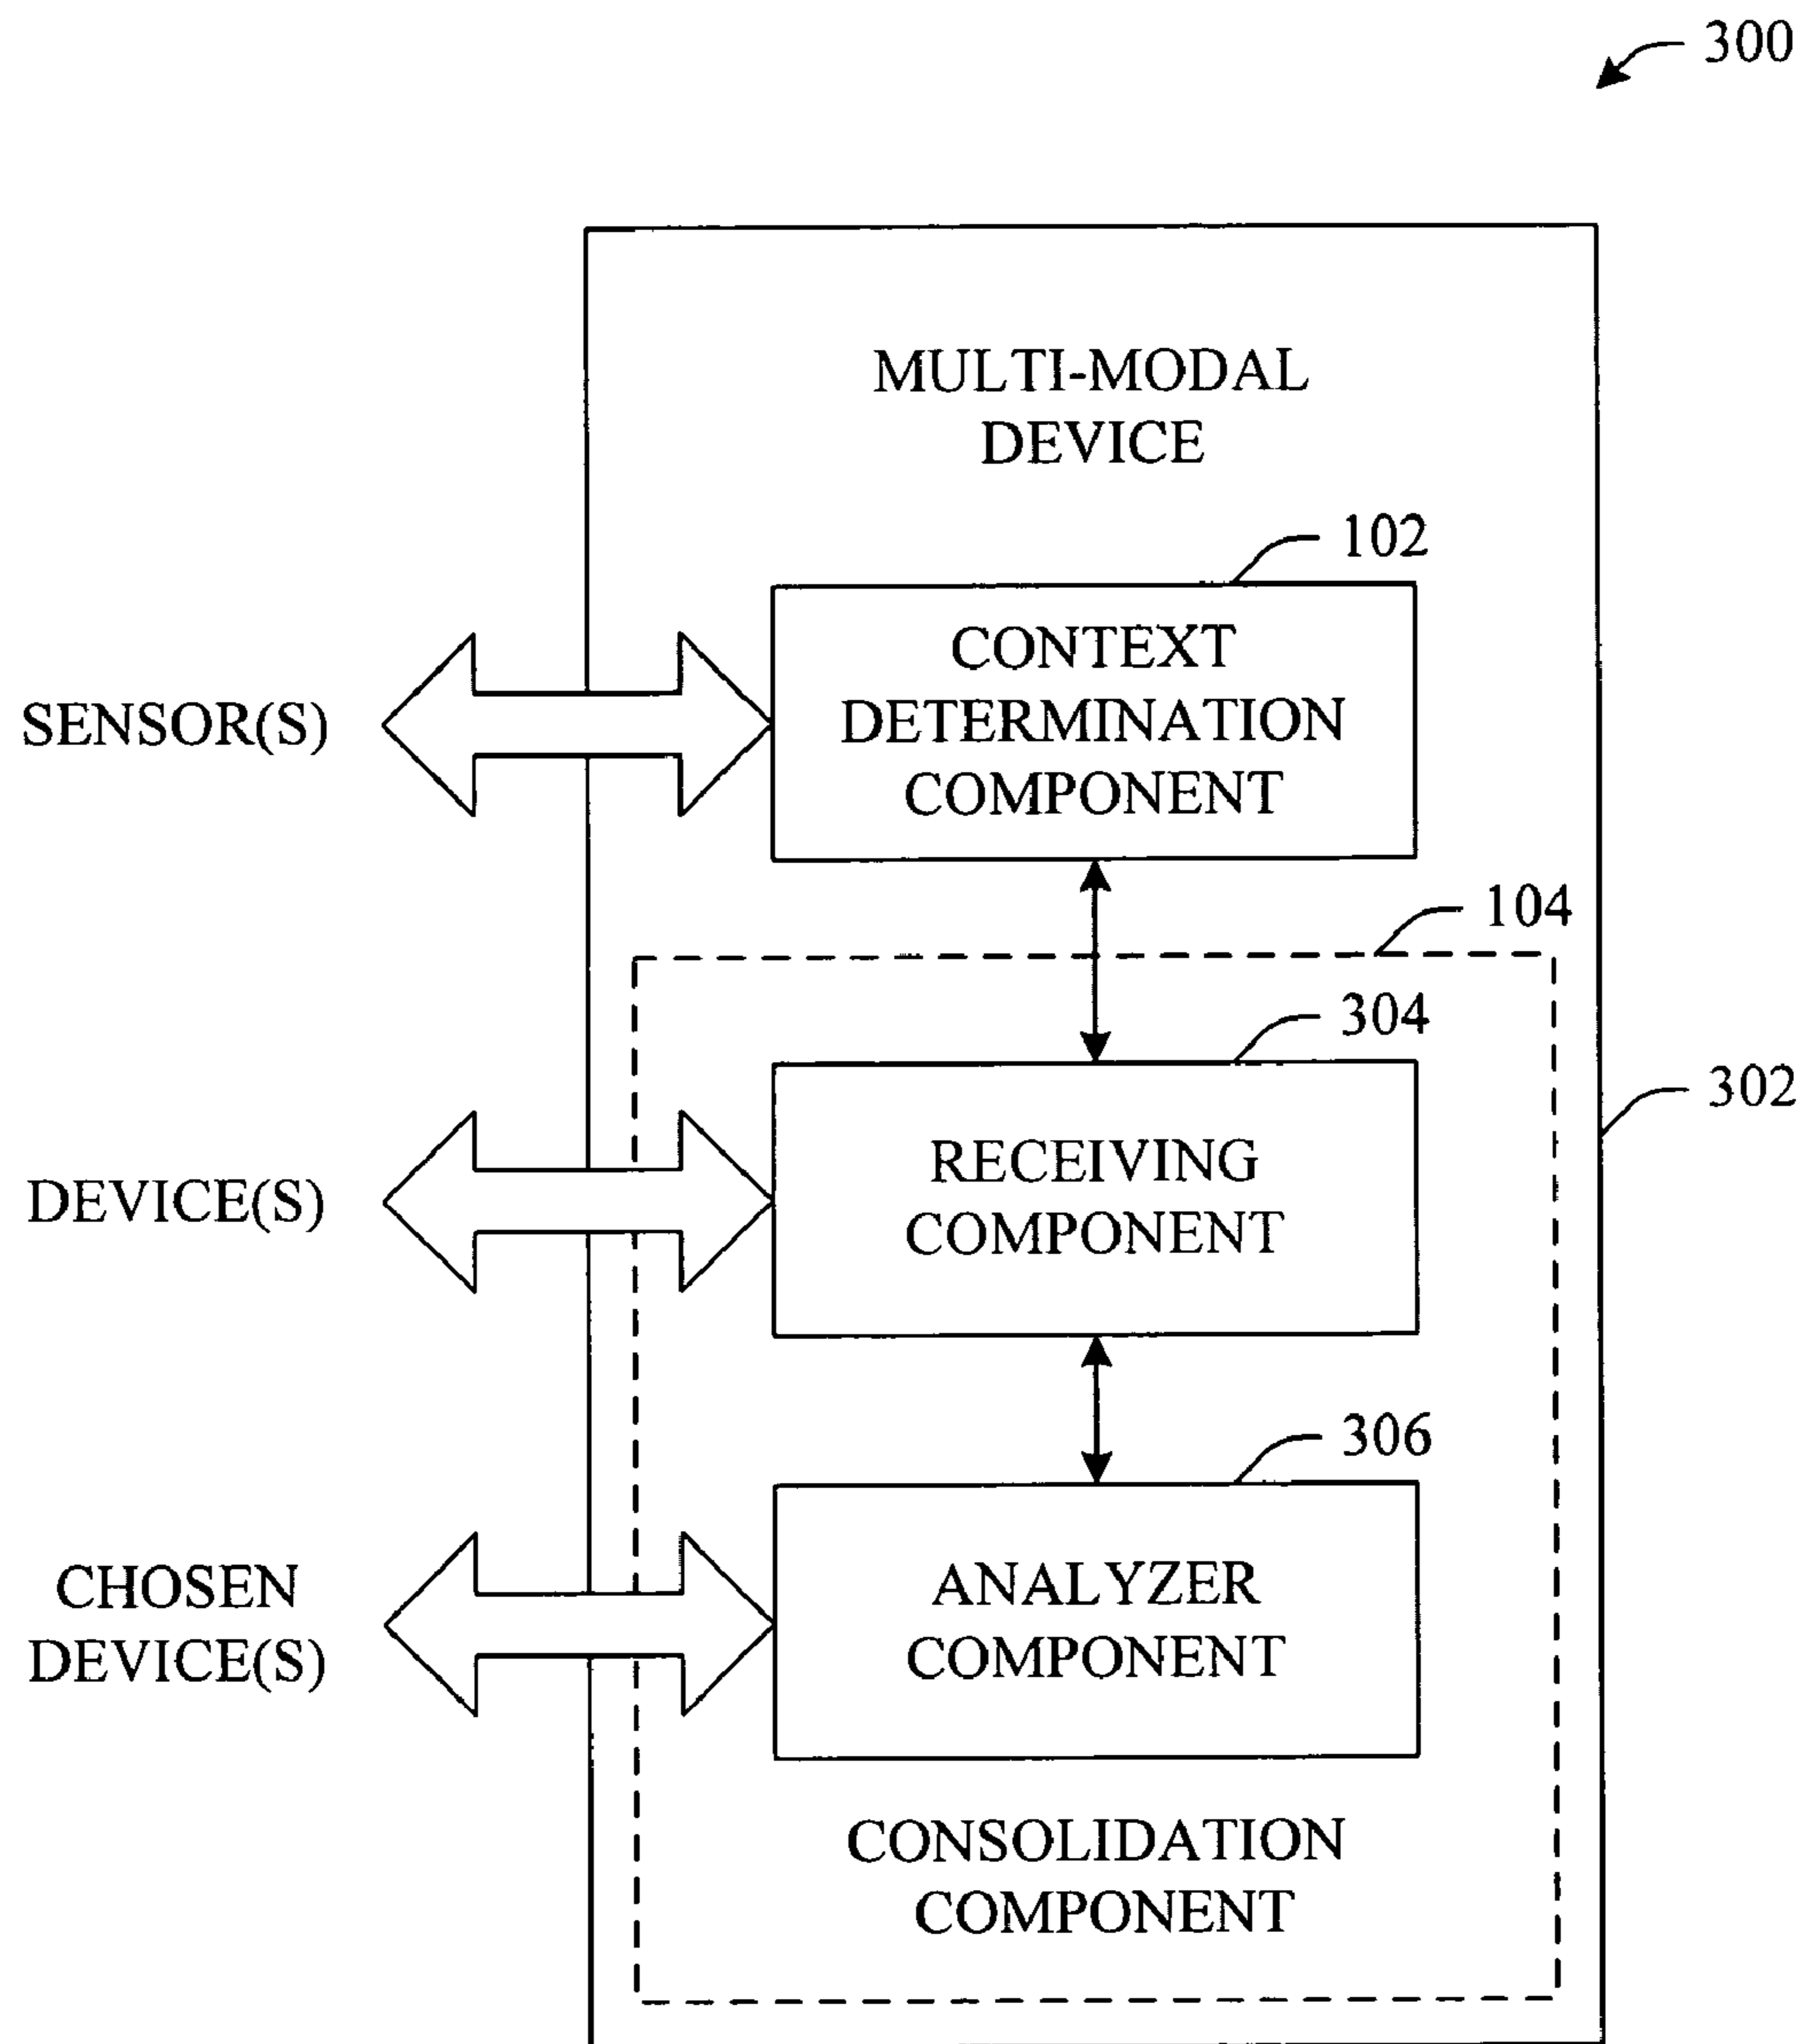 300
MULTI-MODAL
DEVICE
102
CONTEXT
DETERMINATION
COMPONENT
SENSOR(S)
104
304
302
RECEIVING
COMPONENT
DEVICE(S)
306
ANALYZER
COMPONENT
CHOSEN
DEVICE(S)
CONSOLIDATION
COMPONENT